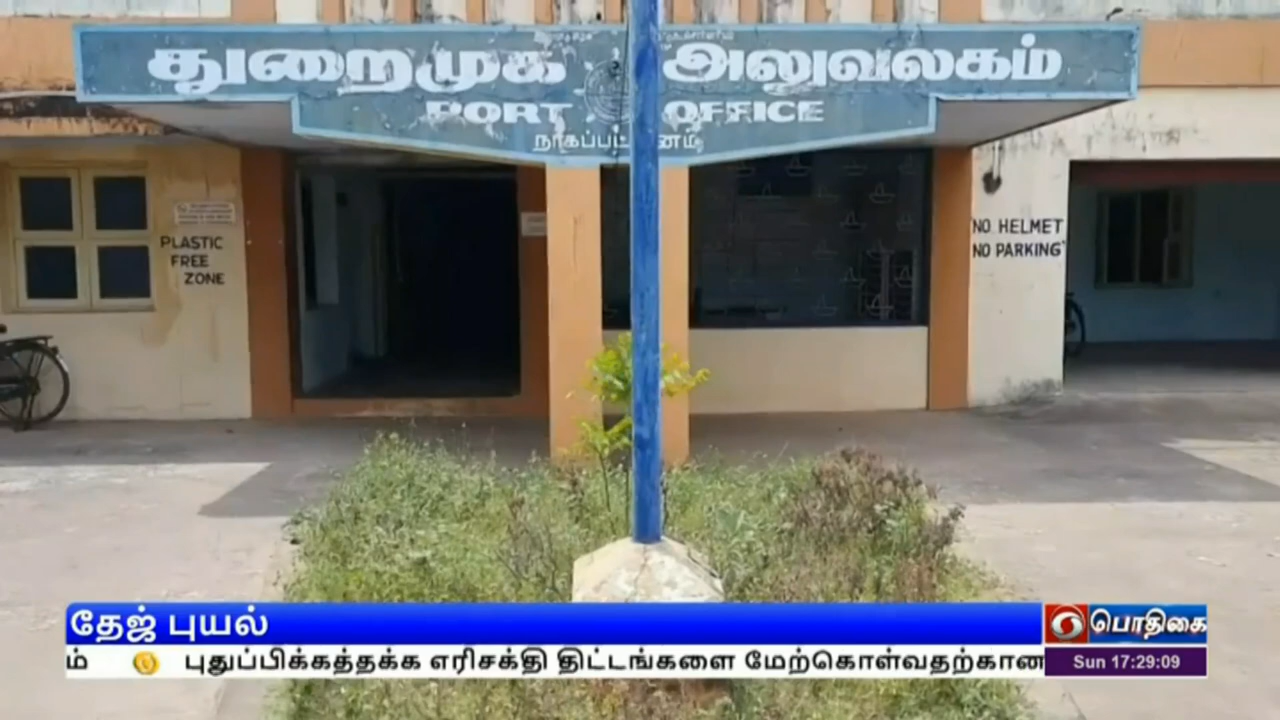 துறைமுக அலுவலகம்
PORT OFFICE
நாகப்பட்டினம்
PLASTIC
FREE
ZONE
"NO HELMET
NO PARKING"
தேஜ் புயல்
பொதிகை
ம் புதுப்பிக்கத்தக்க எரிசக்தி திட்டங்களை மேற்கொள்வதற்கான
Sun 17:29:09